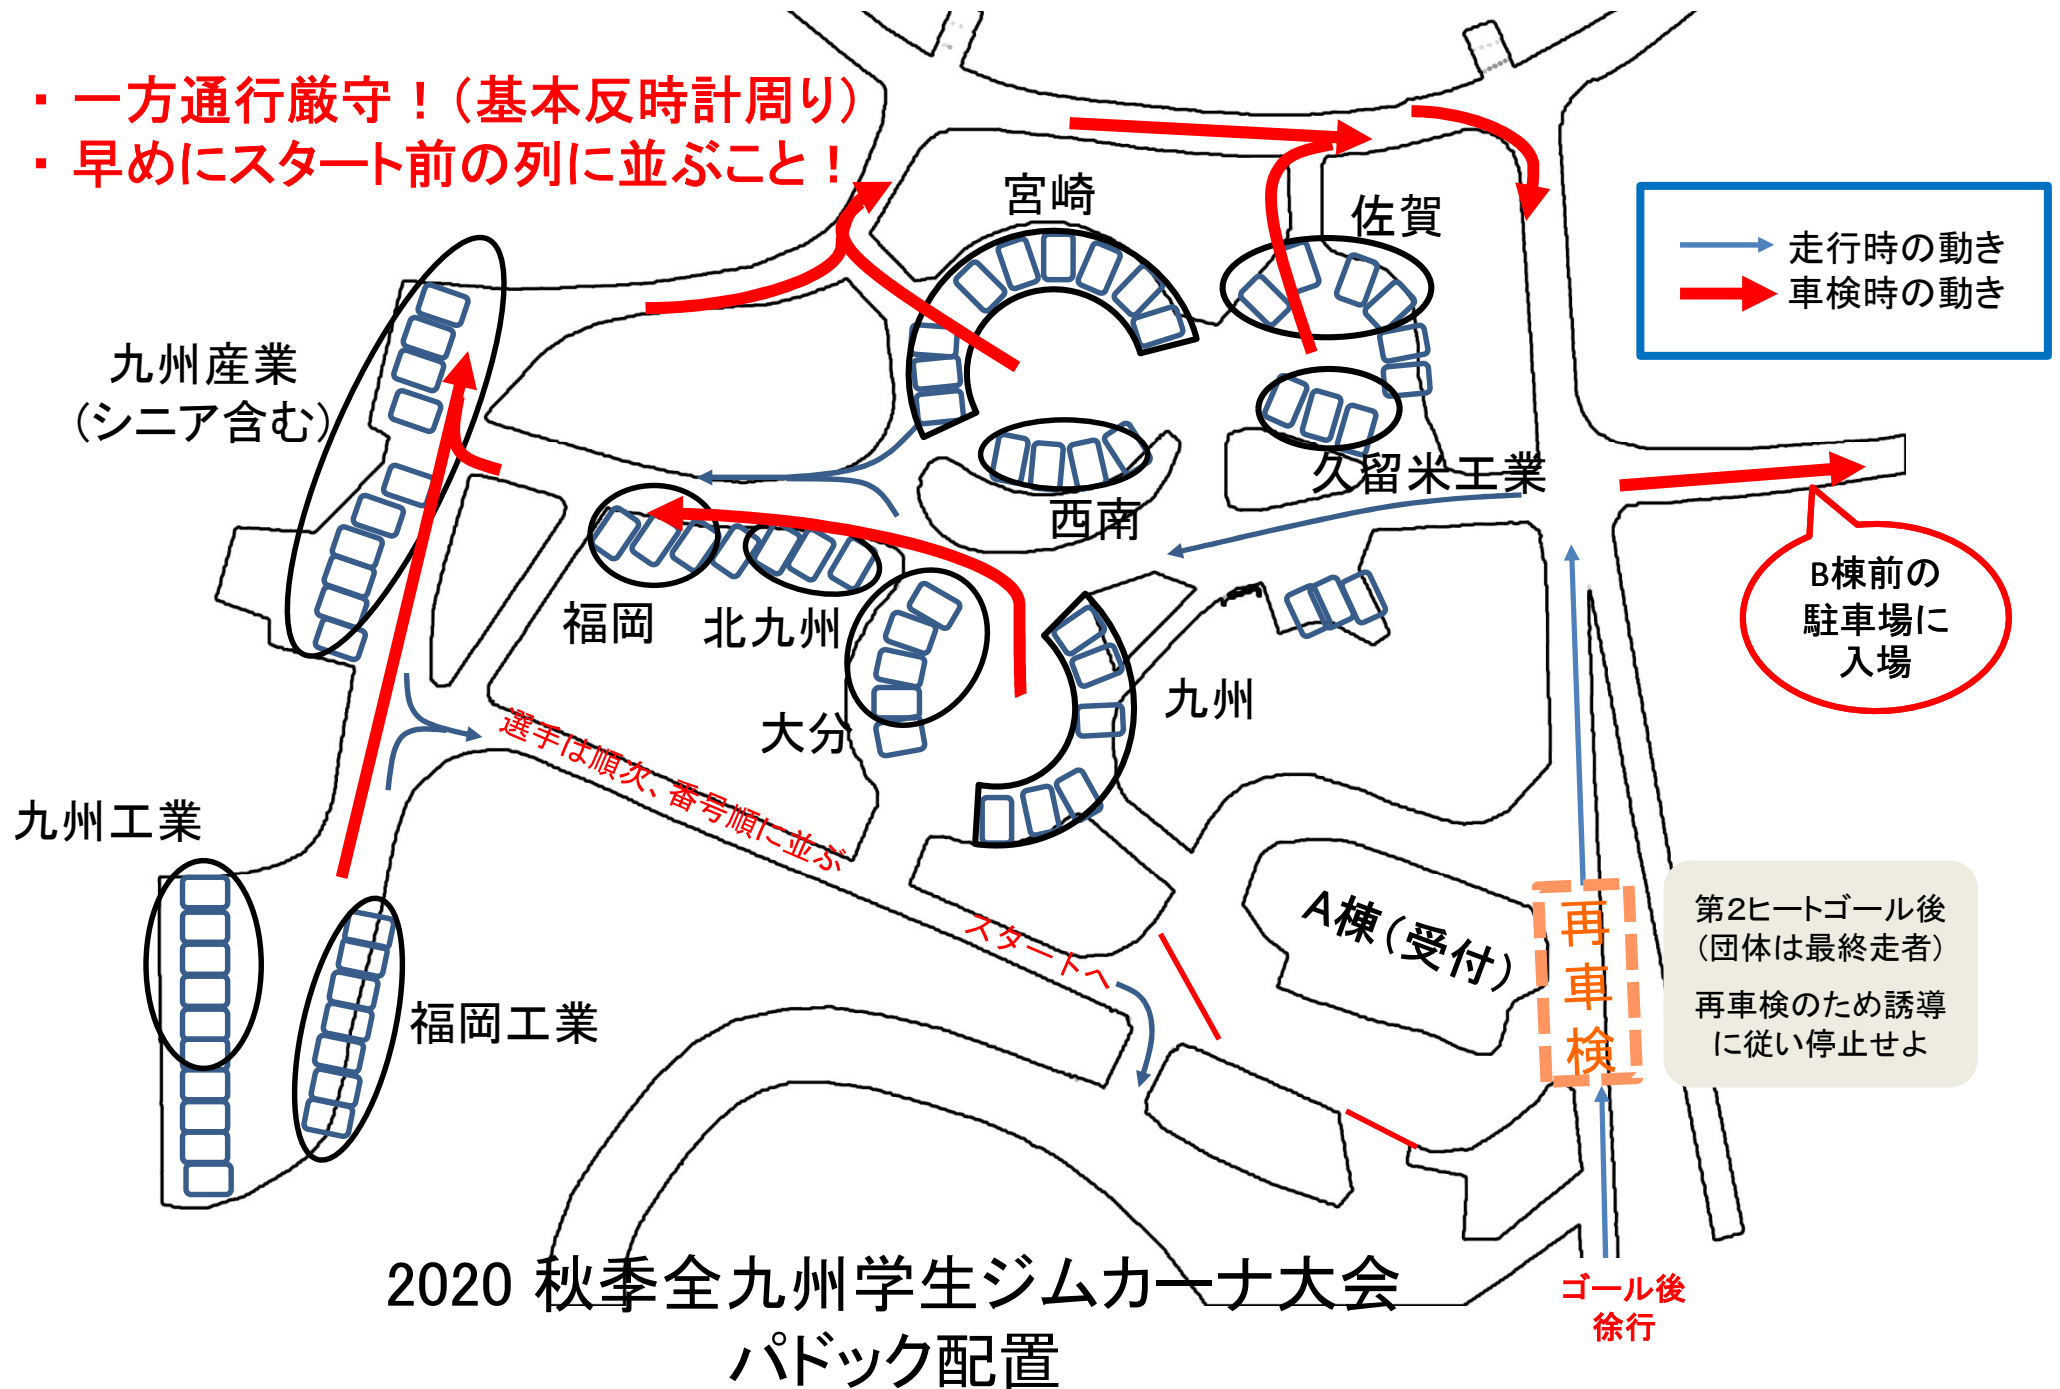 ・ 一方通行厳守！（基本反時計周り）
・ 早めにスタート前の列に並ぶこと！
宮崎
佐賀
走行時の動き
車検時の動き
九州産業
（シニア含む）
久留米工業
西南
B棟前の
駐車場に
入場
福岡
北九州
九州
大分
選手は順次、番号順に並ぶ
九州工業
A棟（受付）
再車検
第2ヒートゴール後
（団体は最終走者）
再車検のため誘導
に従い停止せよ
スタートへ
福岡工業
2020 秋季全九州学生ジムカーナ大会
パドック配置
ゴール後
徐行